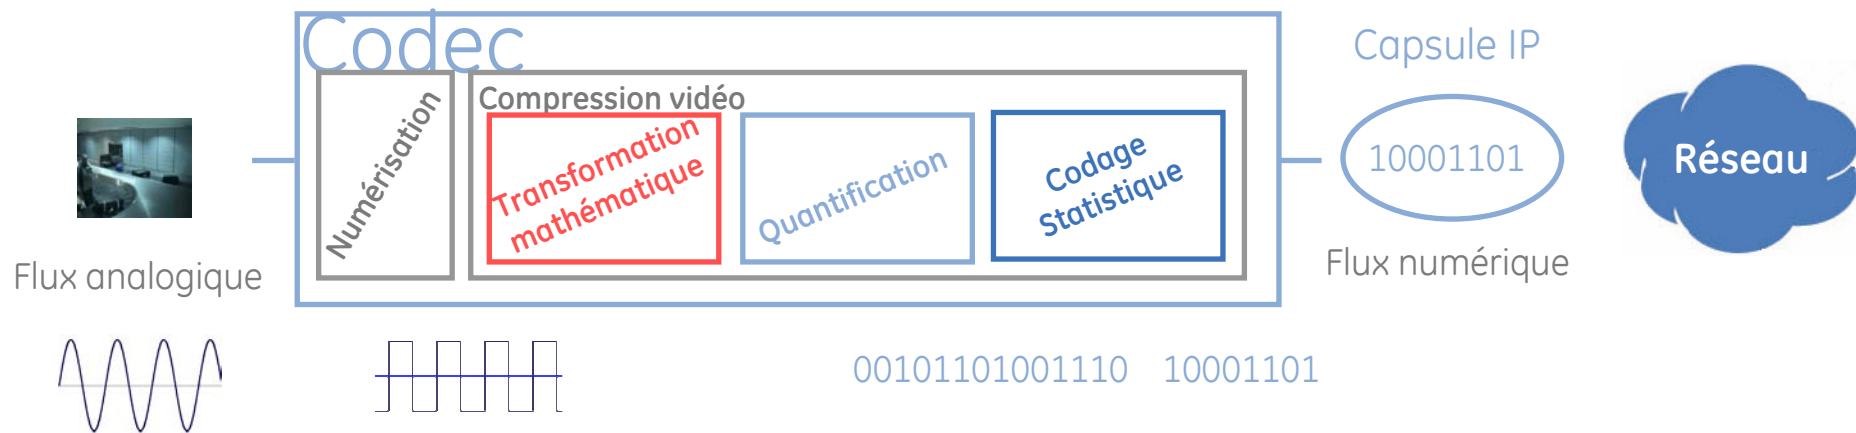 Codec
Capsule IP
Compression vidéo
Numérisation
Transformation
mathématique
Quantification
Codage
Statistique
10001101
Réseau
Flux analogique
Flux numérique
00101101001110 10001101